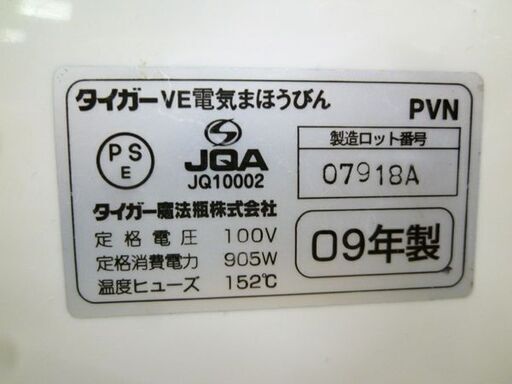 タイガーVE電気まほうびん PVN
PS
E
JQA
JQ10002
製造ロット番号
07918A
タイガー魔法瓶株式会社
定格電圧 100V
定格消費電力 905W
温度ヒューズ 152℃
09年製